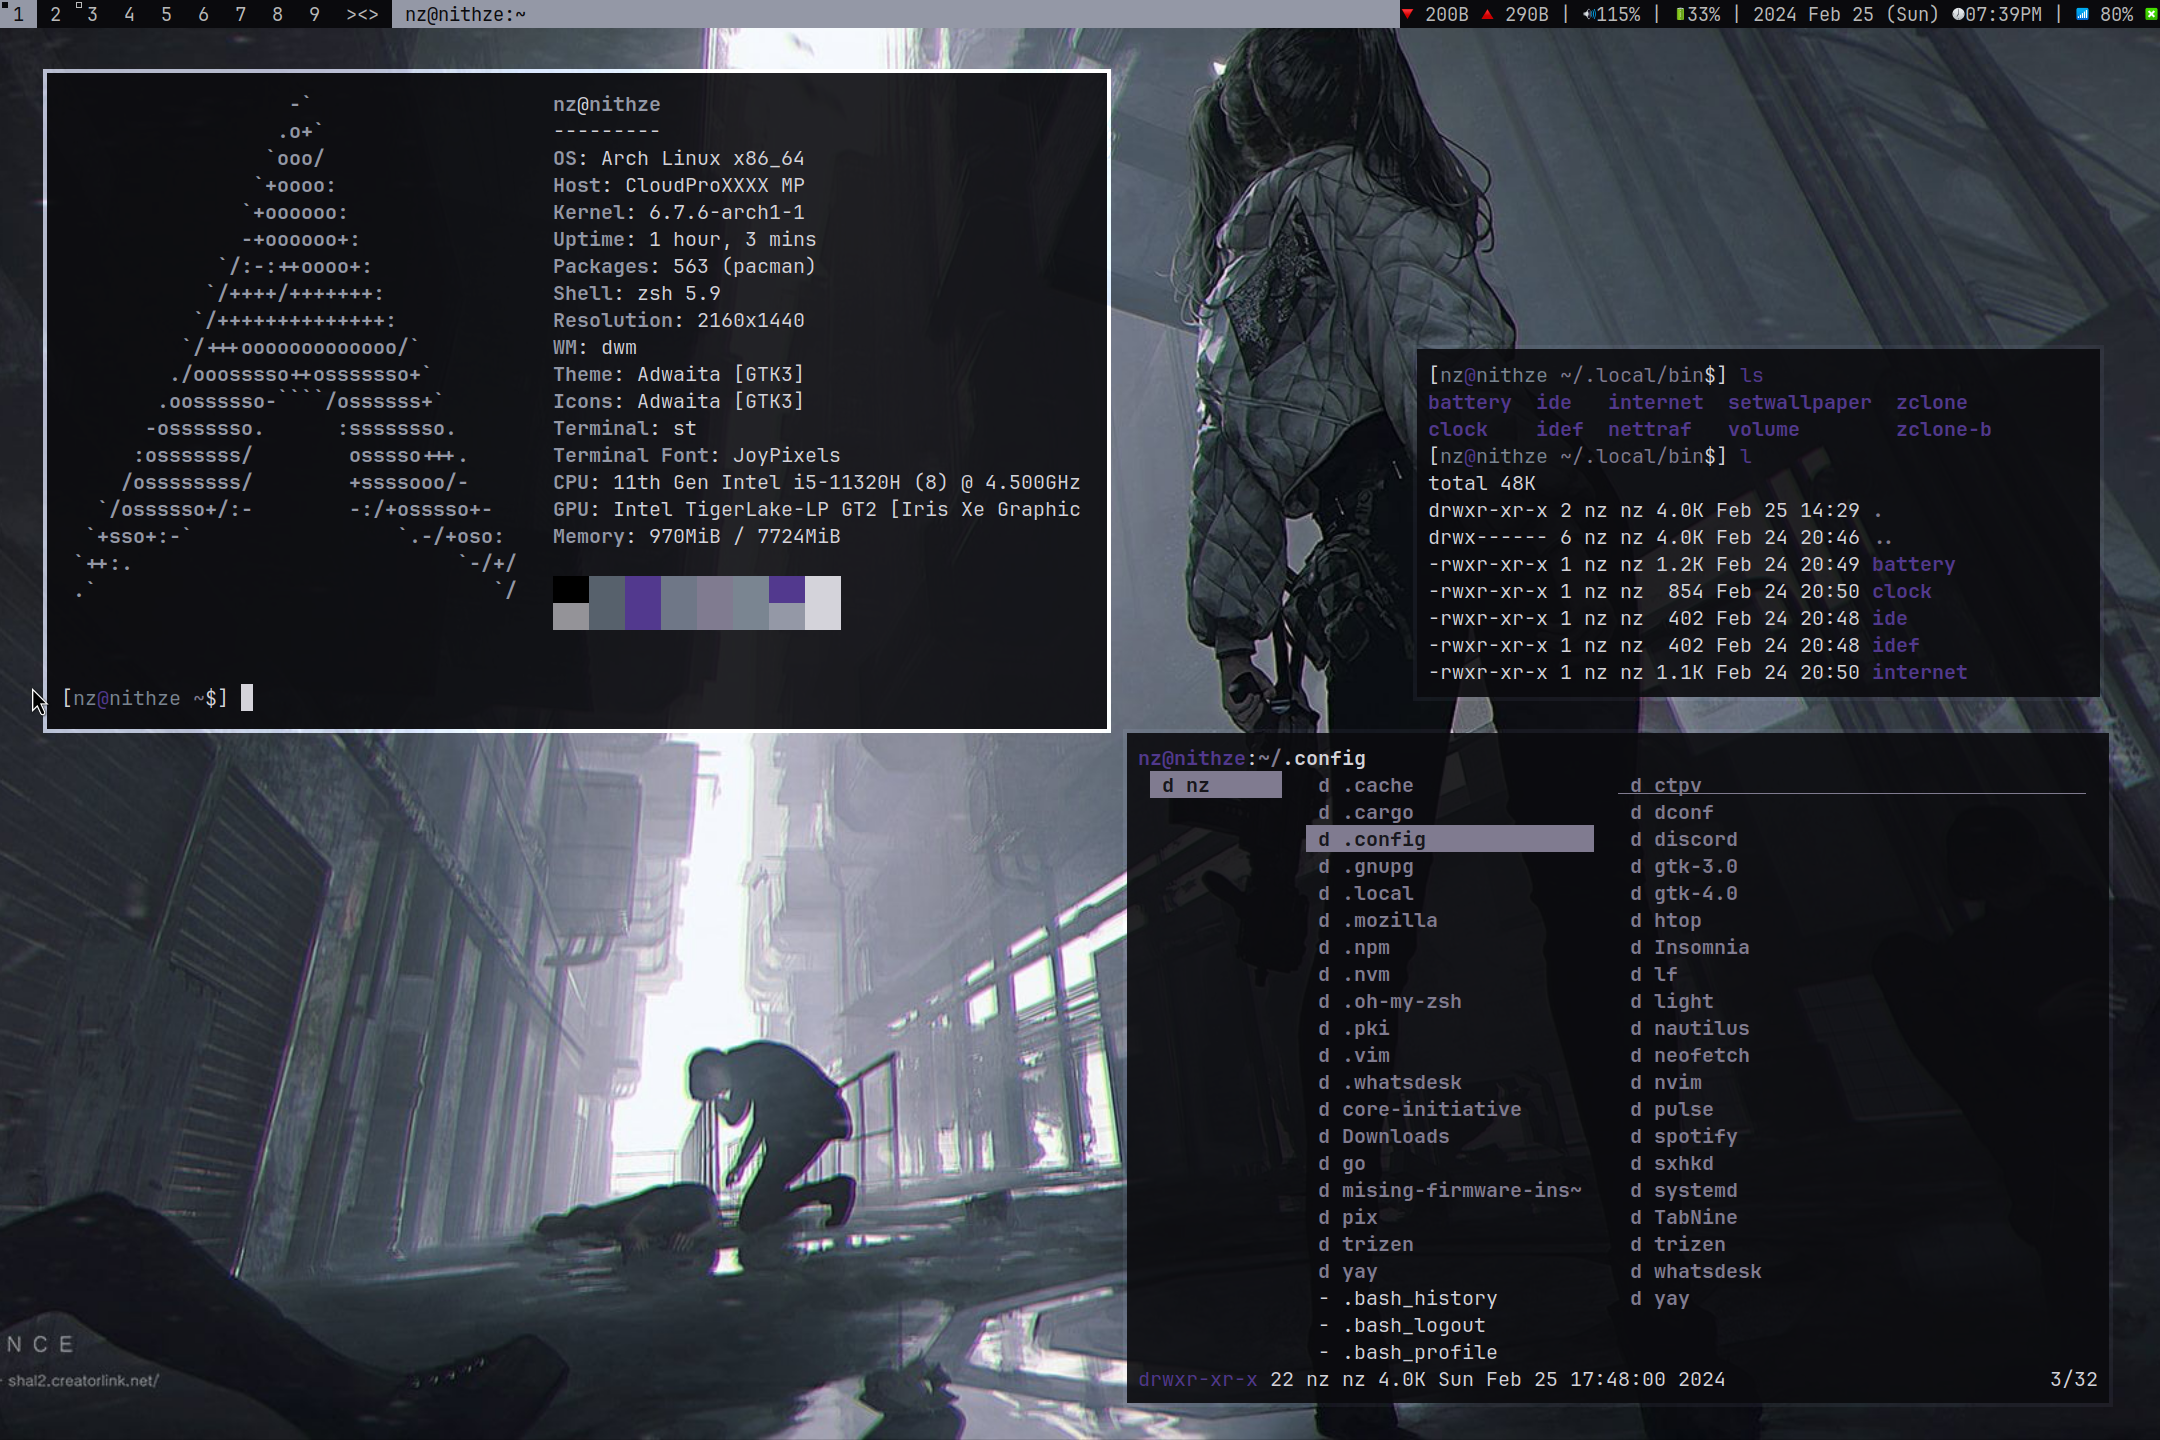 1 2 3 4 5 6 7 8 9 ><> nz@nithze:~ 200B 290B | 115% | 33% | 2024 Feb 25 (Sun) 07:39PM | 80%
-`
.o+`
`ooo/
`+oooo:
`+oooooo:
-+oooooo+:
`/:-:++oooo+:
`/++++/+++++++:
`/++++++++++++++:
`/+++ooooooooooooo/`
./ooosssso++osssssso+`
.oossssso-````/ossssss+`
-osssssso.      :ssssssso.
:osssssss/        osssso+++.
/ossssssss/        +ssssooo/-
`/ossssso+/:-        -:/+osssso+-
`+sso+:-`                 `.-/+oso:
`++:.                           `-/+/
.`                                 `/
nz@nithze
---------
OS: Arch Linux x86_64
Host: CloudProXXXX MP
Kernel: 6.7.6-arch1-1
Uptime: 1 hour, 3 mins
Packages: 563 (pacman)
Shell: zsh 5.9
Resolution: 2160x1440
WM: dwm
Theme: Adwaita [GTK3]
Icons: Adwaita [GTK3]
Terminal: st
Terminal Font: JoyPixels
CPU: 11th Gen Intel i5-11320H (8) @ 4.500GHz
GPU: Intel TigerLake-LP GT2 [Iris Xe Graphic
Memory: 970MiB / 7724MiB
[nz@nithze ~$]
[nz@nithze ~/.local/bin$] ls
battery  ide   internet  setwallpaper  zclone
clock    idef  nettraf   volume        zclone-b
[nz@nithze ~/.local/bin$] l
total 48K
drwxr-xr-x 2 nz nz 4.0K Feb 25 14:29 .
drwx------ 6 nz nz 4.0K Feb 24 20:46 ..
-rwxr-xr-x 1 nz nz 1.2K Feb 24 20:49 battery
-rwxr-xr-x 1 nz nz  854 Feb 24 20:50 clock
-rwxr-xr-x 1 nz nz  402 Feb 24 20:48 ide
-rwxr-xr-x 1 nz nz  402 Feb 24 20:48 idef
-rwxr-xr-x 1 nz nz 1.1K Feb 24 20:50 internet
nz@nithze:~/.config
d nz
d .cache
d .cargo
d .config
d .gnupg
d .local
d .mozilla
d .npm
d .nvm
d .oh-my-zsh
d .pki
d .vim
d .whatsdesk
d core-initiative
d Downloads
d go
d mising-firmware-ins~
d pix
d trizen
d yay
- .bash_history
- .bash_logout
- .bash_profile
d ctpv
d dconf
d discord
d gtk-3.0
d gtk-4.0
d htop
d Insomnia
d lf
d light
d nautilus
d neofetch
d nvim
d pulse
d spotify
d sxhkd
d systemd
d TabNine
d trizen
d whatsdesk
d yay
drwxr-xr-x 22 nz nz 4.0K Sun Feb 25 17:48:00 2024 3/32
NCE
shal2.creatorlink.net/